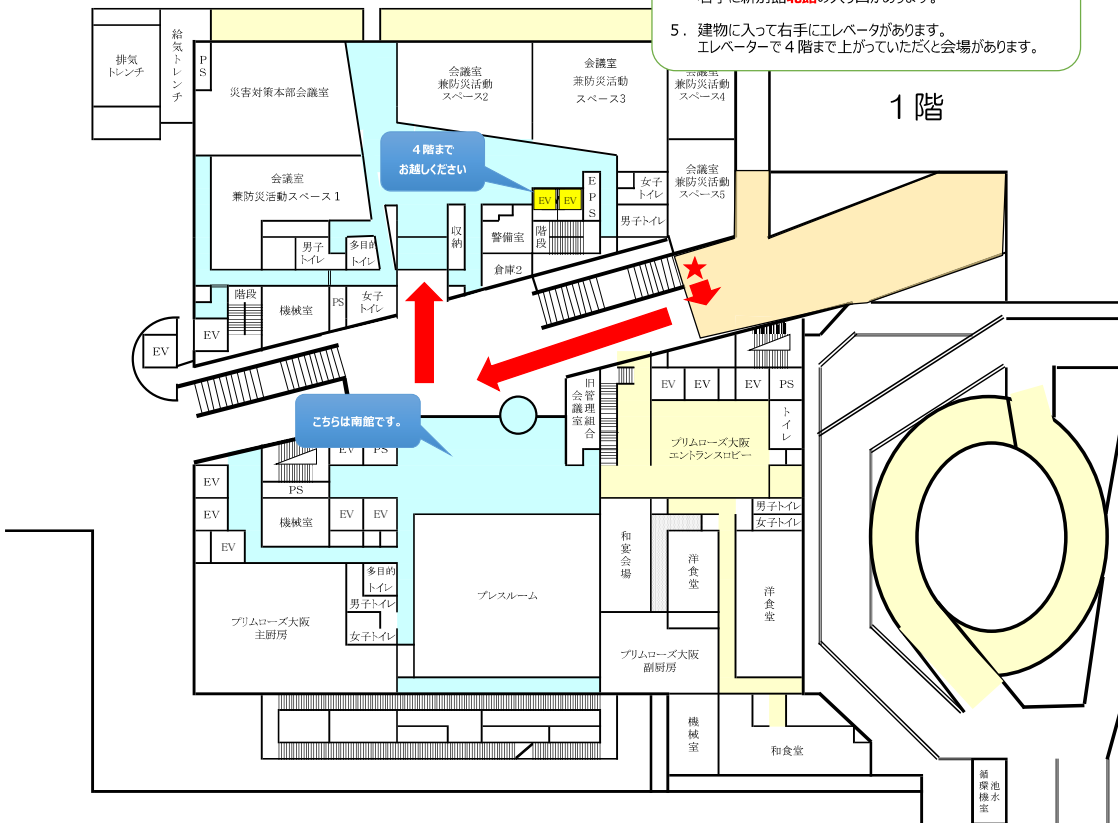 右手に新別館北館の入り口があります。
5．建物に入って右手にエレベータがあります。
エレベーターで4階まで上がっていただくと会場があります。
1階
排気
トレンチ
給気トレンチ
PS
災害対策本部会議室
会議室
兼防災活動
スペース2
会議室
兼防災活動
スペース3
会議室
兼防災活動
スペース4
4階まで
お越しください
会議室
兼防災活動スペース1
EV
EV
EPS
女子
トイレ
男子トイレ
会議室
兼防災活動
スペース5
収納
警備室
階段
倉庫2
男子
トイレ
多目的
トイレ
階段
機械室
PS
女子
トイレ
EV
EV
こちらは南館です。
旧管理組合
会議室
EV
EV
EV
PS
トイレ
プリムローズ大阪
エントランスロビー
EV
PS
EV
PS
EV
機械室
EV
EV
EV
男子トイレ
女子トイレ
和宴会場
洋食堂
洋食堂
多目的
トイレ
男子トイレ
女子トイレ
プレスルーム
プリムローズ大阪
主厨房
プリムローズ大阪
副厨房
機械室
和食堂
池水
循環機室